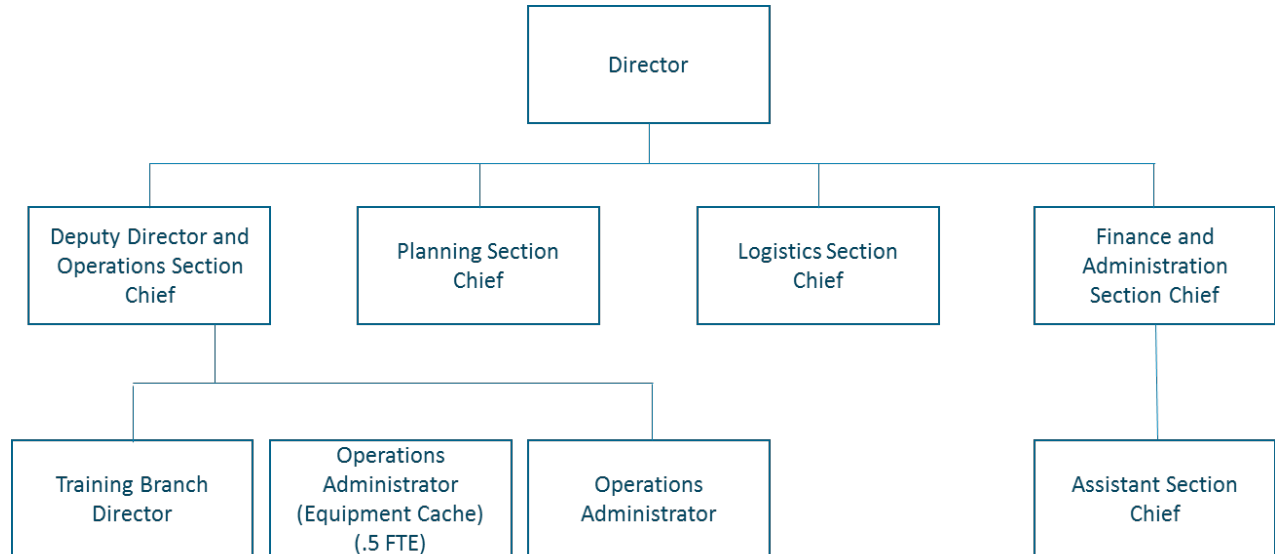 Director
Deputy Director and
Operations Section
Chief
Planning Section
Chief
Logistics Section
Chief
Finance and
Administration
Section Chief
Training Branch
Director
Operations
Administrator
(Equipment Cache)
(.5 FTE)
Operations
Administrator
Assistant Section
Chief